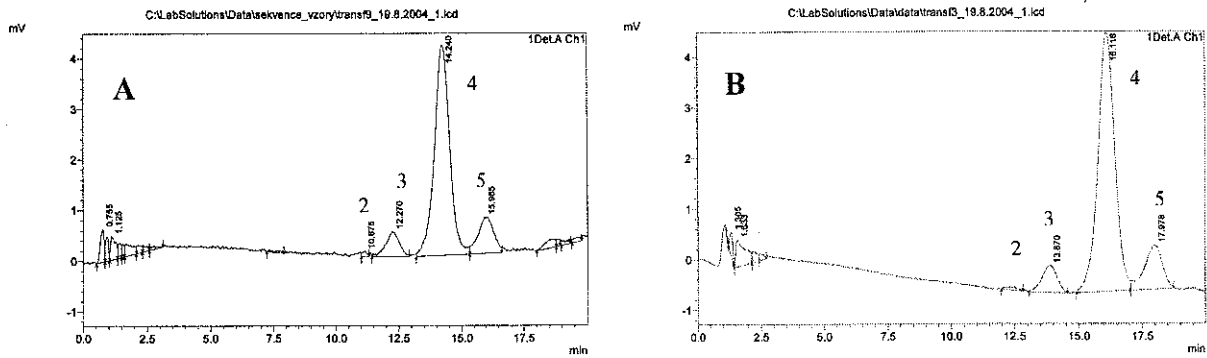 C:\LabSolutions\Data\sekvence_vzory\transf9_19.8.2004_1.lcd
mV
1Det.A Ch1
A
4
3
2
5
0.755
1.125
10.875
12.270
14.240
15.985
4
3
2
1
0
-1
0.0 2.5 5.0 7.5 10.0 12.5 15.0 17.5
min
C:\LabSolutions\Data\data\transf3_19.8.2004_1.lcd
mV
1Det.A Ch1
B
4
5
3
2
1.633
13.870
16.116
17.978
4
3
2
1
0
-1
0.0 2.5 5.0 7.5 10.0 12.5 15.0 17.5
min